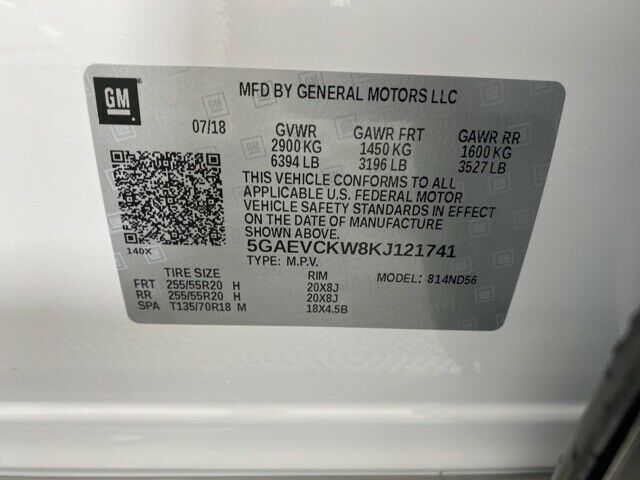 GM
MFD BY GENERAL MOTORS LLC
07/18 GVWR GAWR FRT GAWR RR
2900 KG 1450 KG 1600 KG
6394 LB 3196 LB 3527 LB
THIS VEHICLE CONFORMS TO ALL
APPLICABLE U.S. FEDERAL MOTOR
VEHICLE SAFETY STANDARDS IN EFFECT
ON THE DATE OF MANUFACTURE
SHOWN ABOVE.
5GAEVCKW8KJ121741
140X
TYPE: M.P.V. MODEL: 814ND56
TIRE SIZE RIM
FRT 255/55R20 H 20X8J
RR 255/55R20 H 20X8J
SPA T135/70R18 M 18X4.5B